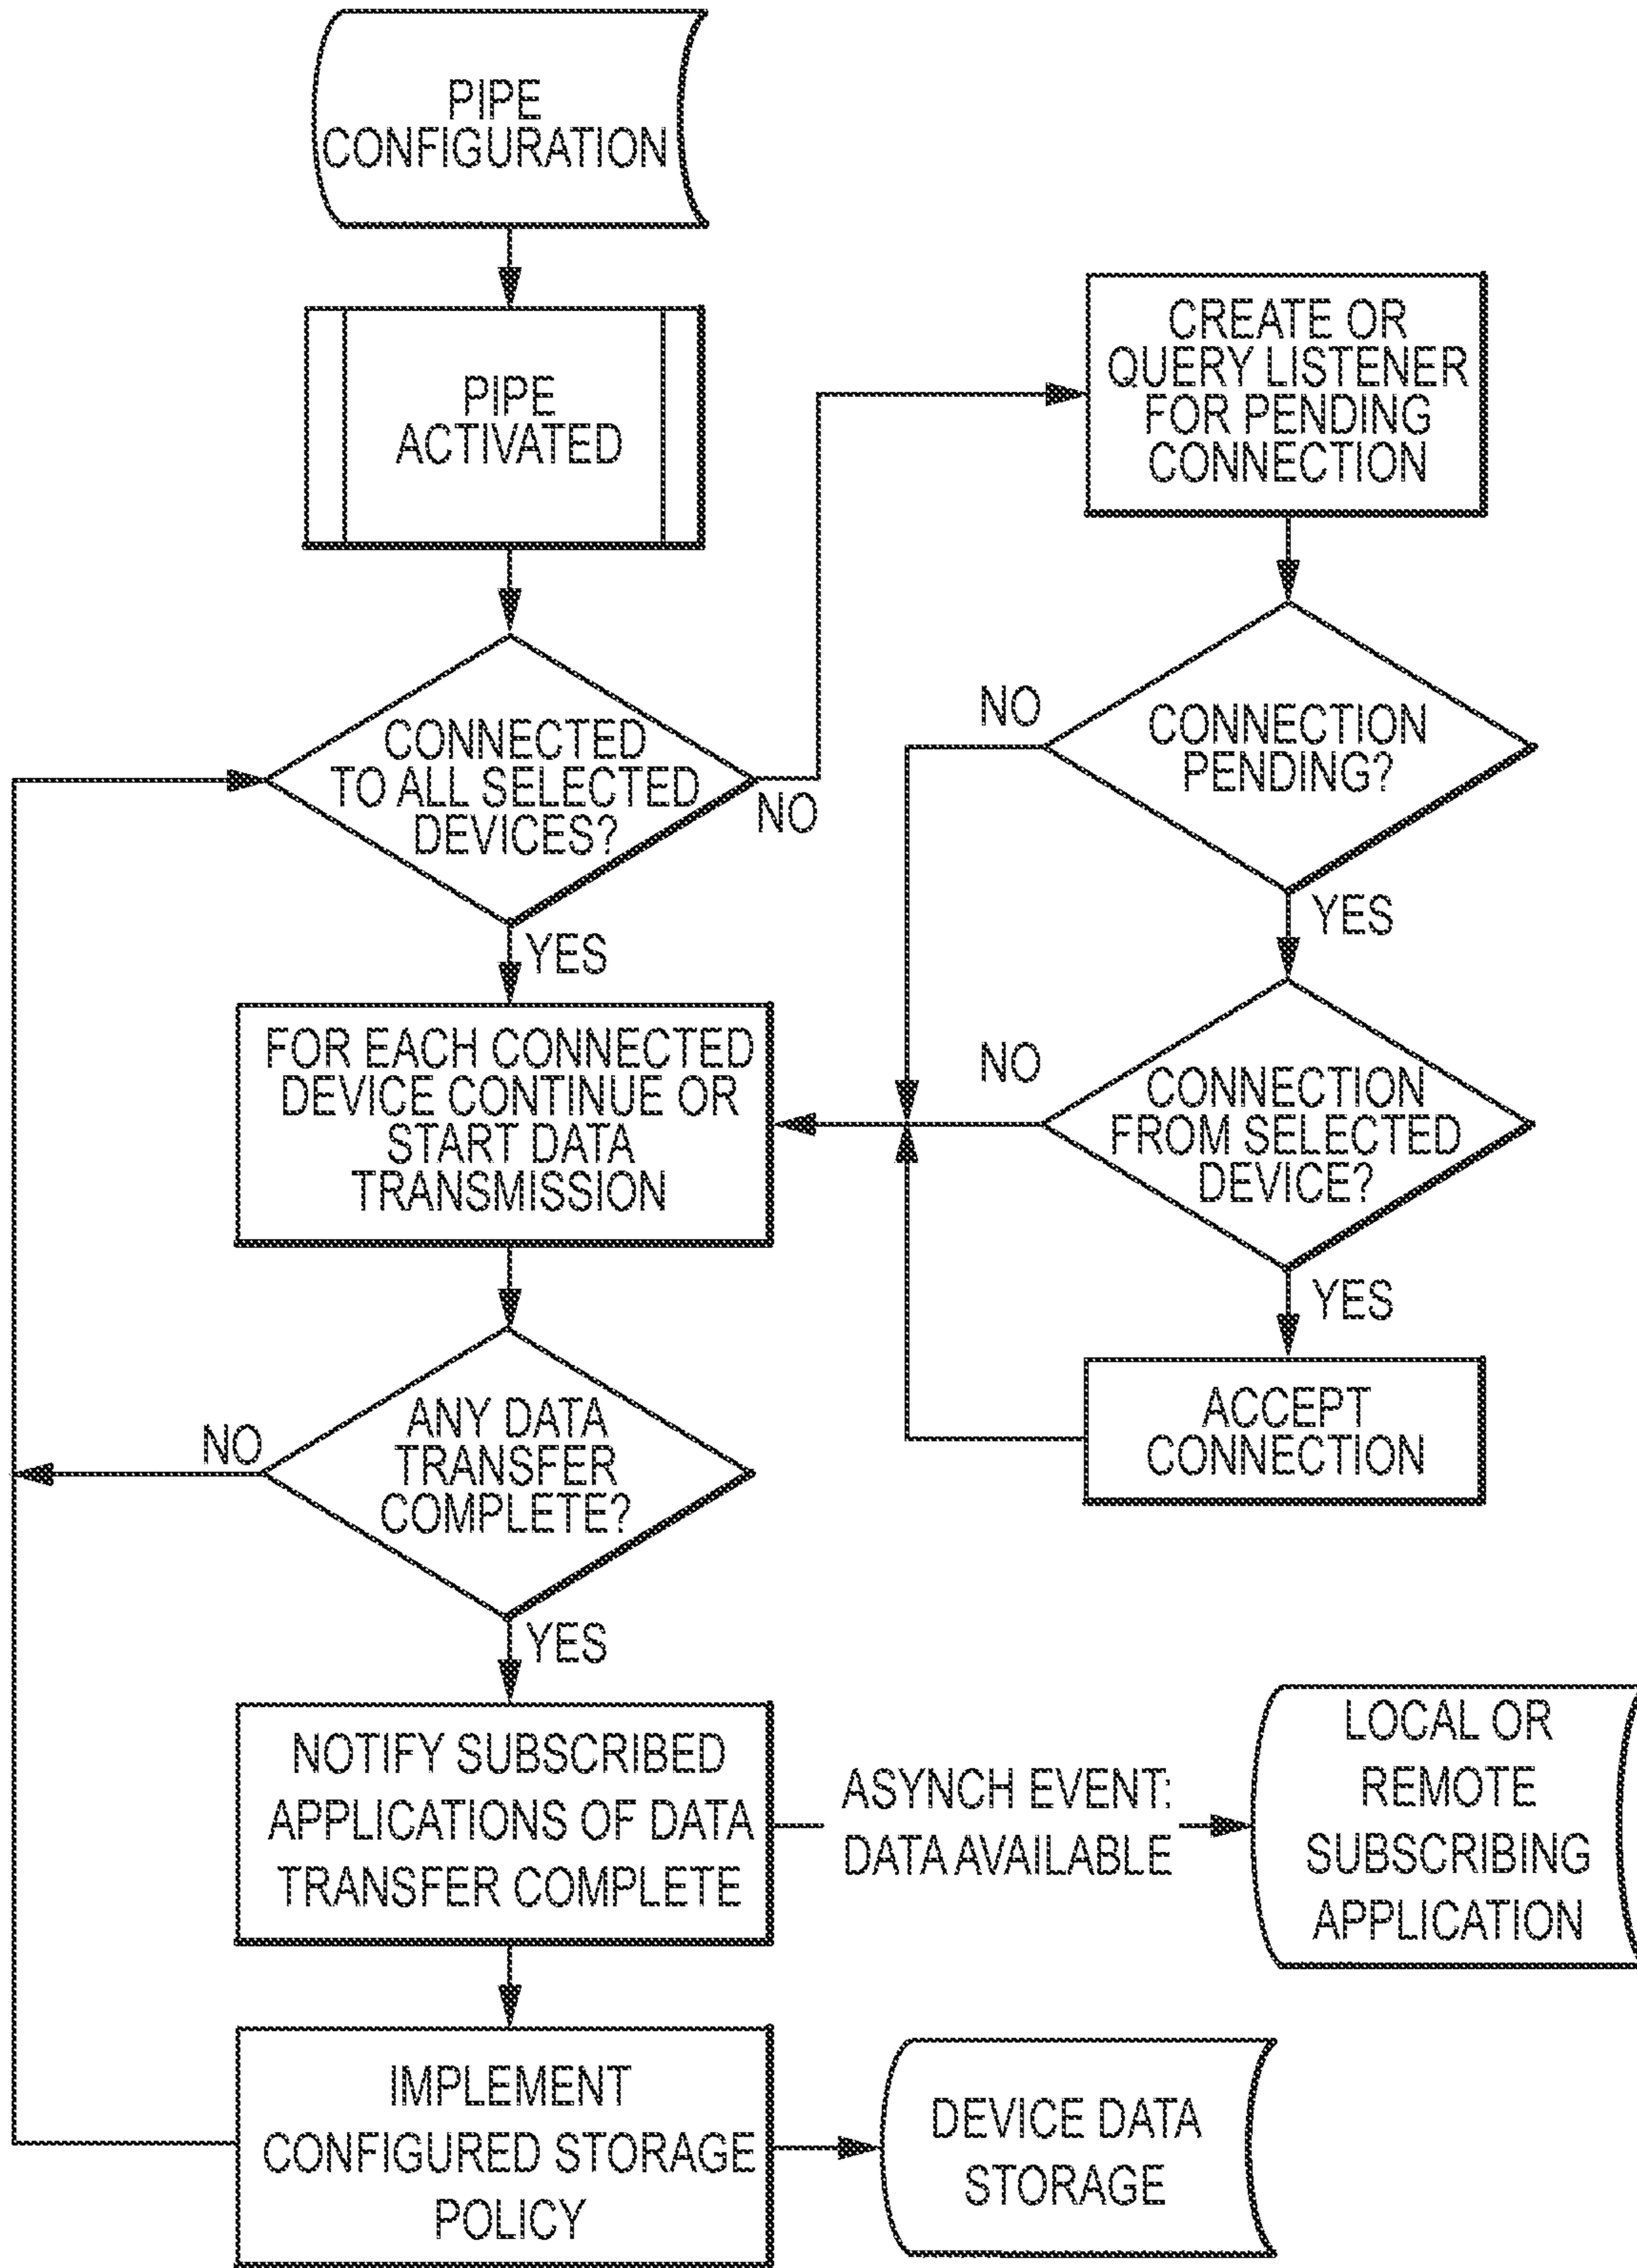 PIPE
CONFIGURATION
PIPE
ACTIVATED
CREATE OR
QUERY LISTENER
FOR PENDING
CONNECTION
CONNECTED
TO ALL SELECTED
DEVICES?
NO
YES
NO
CONNECTION
PENDING?
YES
FOR EACH CONNECTED
DEVICE CONTINUE OR
START DATA
TRANSMISSION
NO
CONNECTION
FROM SELECTED
DEVICE?
YES
ACCEPT
CONNECTION
NO
ANY DATA
TRANSFER
COMPLETE?
YES
NOTIFY SUBSCRIBED
APPLICATIONS OF DATA
TRANSFER COMPLETE
ASYNCH EVENT:
DATA AVAILABLE
LOCAL OR
REMOTE
SUBSCRIBING
APPLICATION
IMPLEMENT
CONFIGURED STORAGE
POLICY
DEVICE DATA
STORAGE